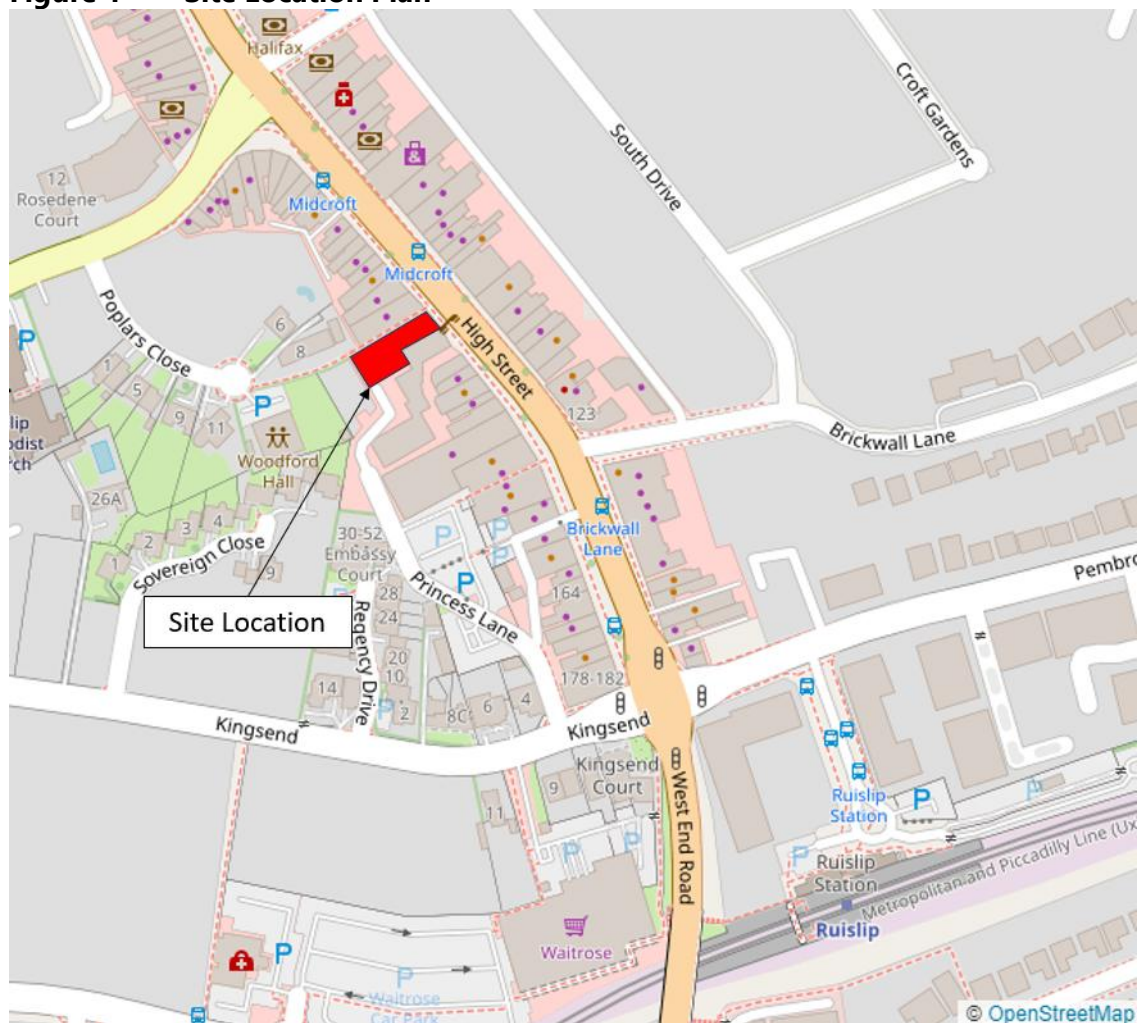 Halifax
12
Rosedene
Court
Midcroft
Midcroft
South Drive
Croft Gardens
Poplars Close
P
6
8
High Street
1
5
9
11
P
Woodford
Hall
123
Brickwall Lane
26A
Brickwall
Lane
1
2
3
4
9
Sovereign Close
30-52
Embassy
Court
P
P
P
P
28
24
20
10
2
14
P
Regency Drive
Princess Lane
164
Site Location
178-182
8C
6
4
Kingsend
Kingsend
Kingsend
Court
9
11
P
P
West End Road
Ruislip
Station
P
P
P
Ruislip
Station
Ruislip
Metropolitan and Piccadilly Line (Ux
Waitrose
P
P
Waitrose
Car Park
© OpenStreetMap